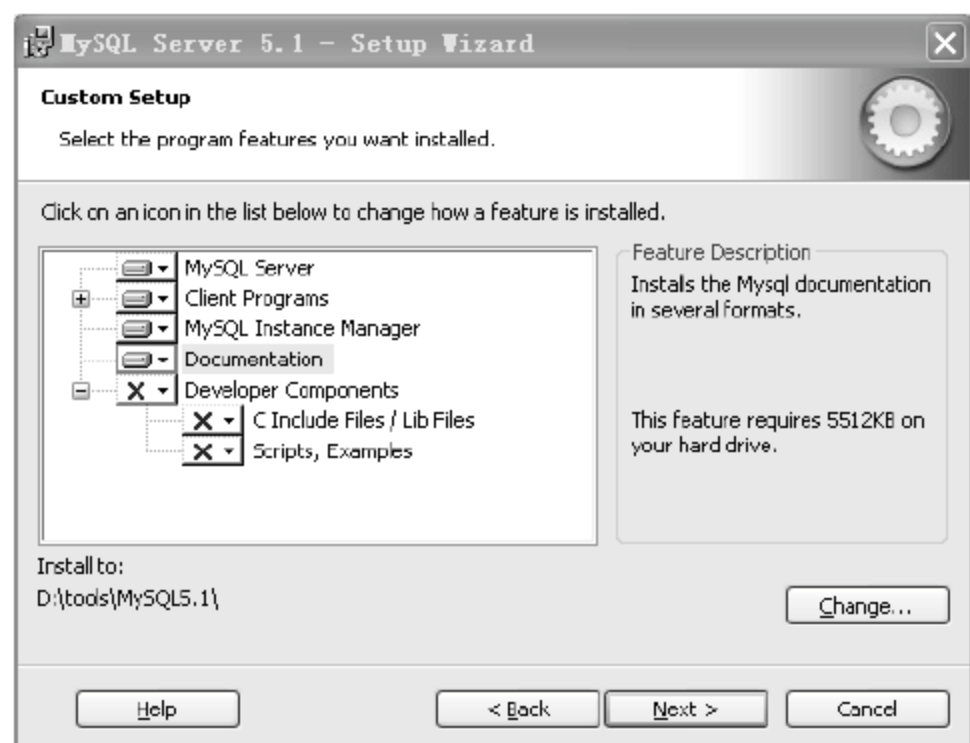 MySQL Server 5.1 - Setup Wizard
Custom Setup
Select the program features you want installed.
Click on an icon in the list below to change how a feature is installed.
MySQL Server
Client Programs
MySQL Instance Manager
Documentation
Developer Components
C Include Files / Lib Files
Scripts, Examples
Feature Description
Installs the Mysql documentation
in several formats.
This feature requires 5512KB on
your hard drive.
Install to:
D:\tools\MySQL5.1\
Change...
Help
< Back
Next >
Cancel